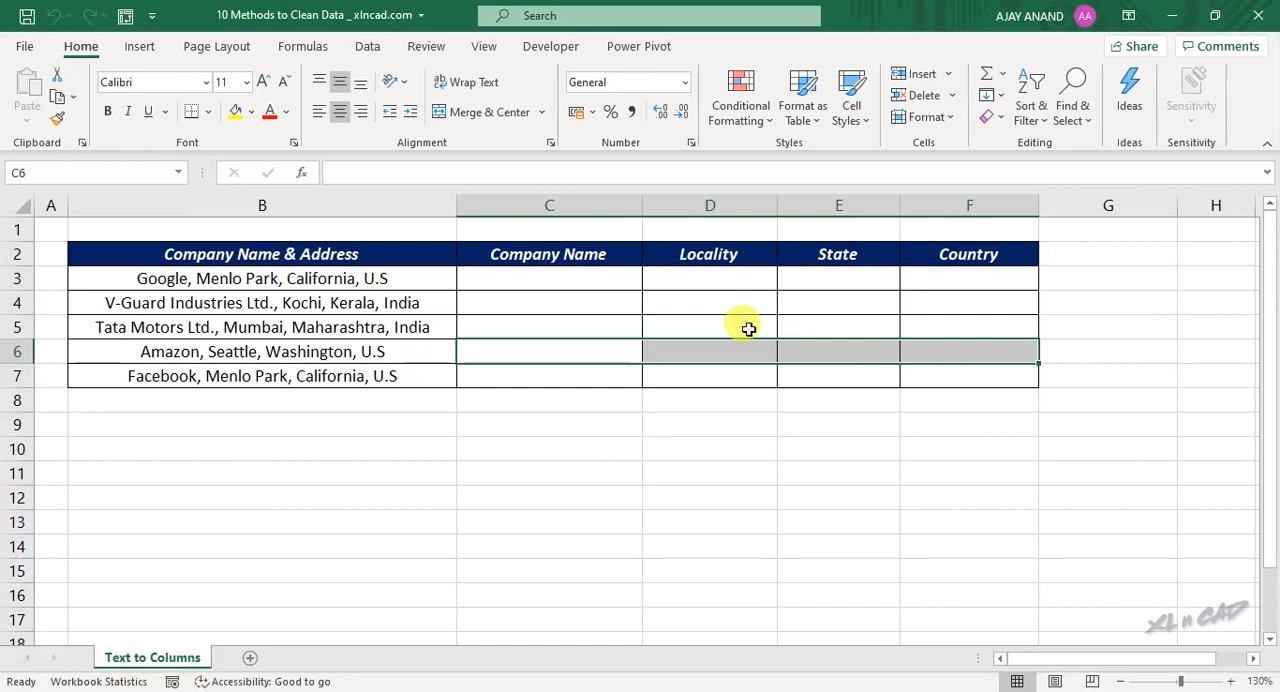 10 Methods to Clean Data _ xlncad.com
Search
AJAY ANAND
AA
File
Home
Insert
Page Layout
Formulas
Data
Review
View
Developer
Power Pivot
Share
Comments
Paste
Clipboard
Calibri
11
B I U
Font
Wrap Text
Merge & Center
Alignment
General
Number
Conditional Formatting
Format as Table
Cell Styles
Styles
Insert
Delete
Format
Cells
Sort & Filter
Find & Select
Editing
Ideas
Ideas
Sensitivity
Sensitivity
C6
fx
A B C D E F G H
1
2 Company Name & Address Company Name Locality State Country
3 Google, Menlo Park, California, U.S
4 V-Guard Industries Ltd., Kochi, Kerala, India
5 Tata Motors Ltd., Mumbai, Maharashtra, India
6 Amazon, Seattle, Washington, U.S
7 Facebook, Menlo Park, California, U.S
8
9
10
11
12
13
14
15
16
17
18
XL n CAD
Text to Columns
Ready
Workbook Statistics
Accessibility: Good to go
130%